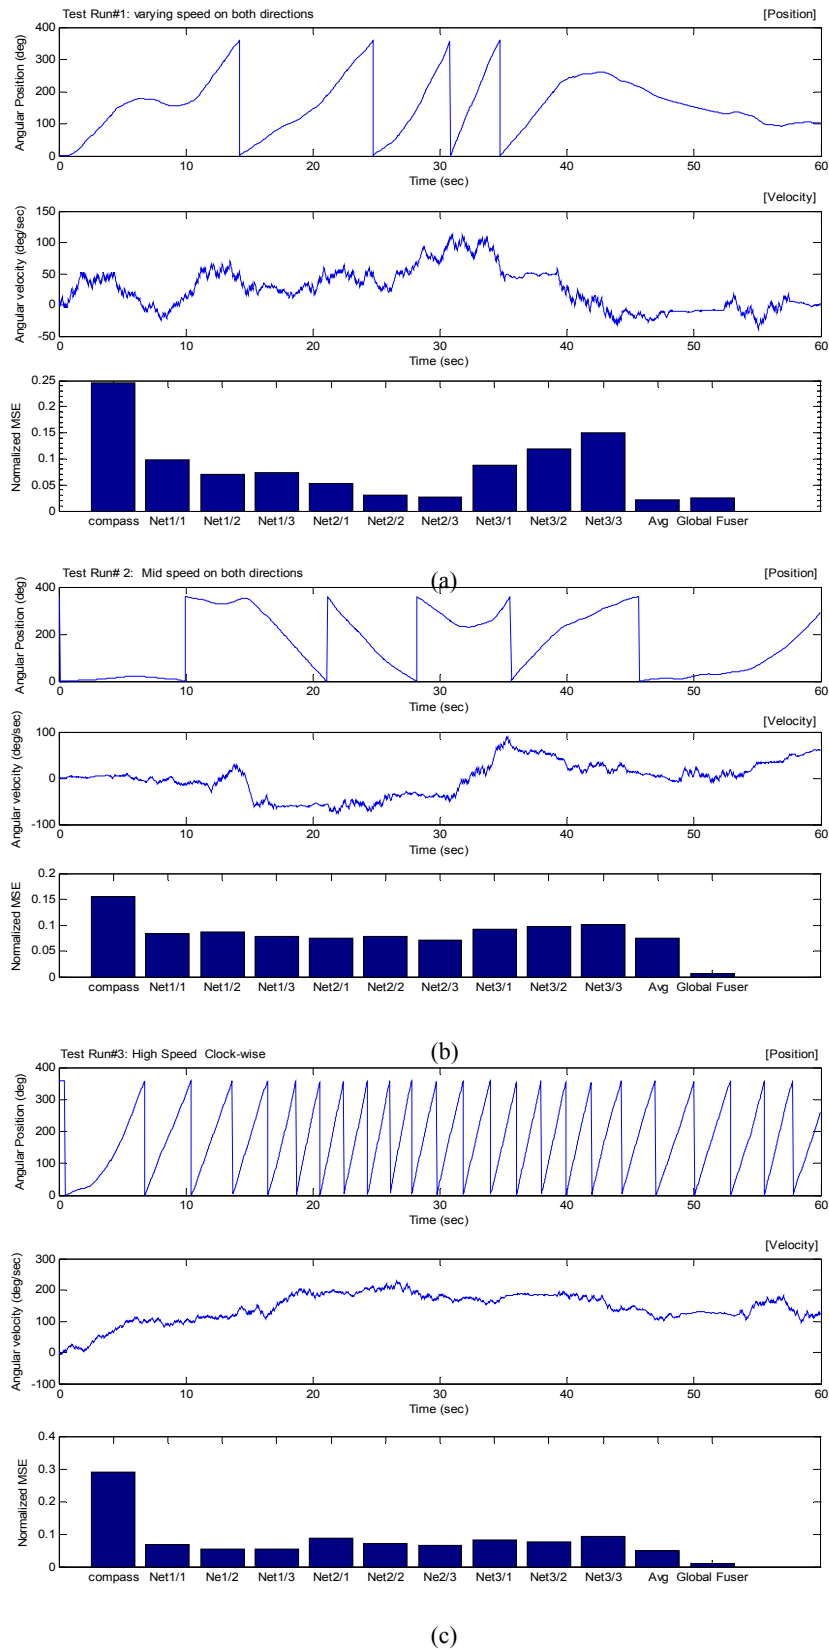 Test Run#1: varying speed on both directions [Position]
Angular Position (deg)
400
300
200
100
0
0 10 20 30 40 50 60
Time (sec)
[Velocity]
Angular velocity (deg/sec)
150
100
50
0
-50
0 10 20 30 40 50 60
Time (sec)
Normalized MSE
0.25
0.2
0.15
0.1
0.05
0
compass Net1/1 Net1/2 Net1/3 Net2/1 Net2/2 Net2/3 Net3/1 Net3/2 Net3/3 Avg Global Fuser
(a)
Test Run# 2: Mid speed on both directions [Position]
Angular Position (deg)
400
200
0
0 10 20 30 40 50 60
Time (sec)
[Velocity]
Angular velocity (deg/sec)
100
0
-100
0 10 20 30 40 50 60
Time (sec)
Normalized MSE
0.2
0.15
0.1
0.05
0
compass Net1/1 Net1/2 Net1/3 Net2/1 Net2/2 Net2/3 Net3/1 Net3/2 Net3/3 Avg Global Fuser
(b)
Test Run#3: High Speed Clock-wise [Position]
Angular Position (deg)
400
300
200
100
0
0 10 20 30 40 50 60
Time (sec)
[Velocity]
Angular velocity (deg/sec)
300
200
100
0
-100
0 10 20 30 40 50 60
Time (sec)
Normalized MSE
0.4
0.3
0.2
0.1
0
compass Net1/1 Ne1/2 Net1/3 Net2/1 Net2/2 Ne2/3 Net3/1 Net3/2 Net3/3 Avg Global Fuser
(c)